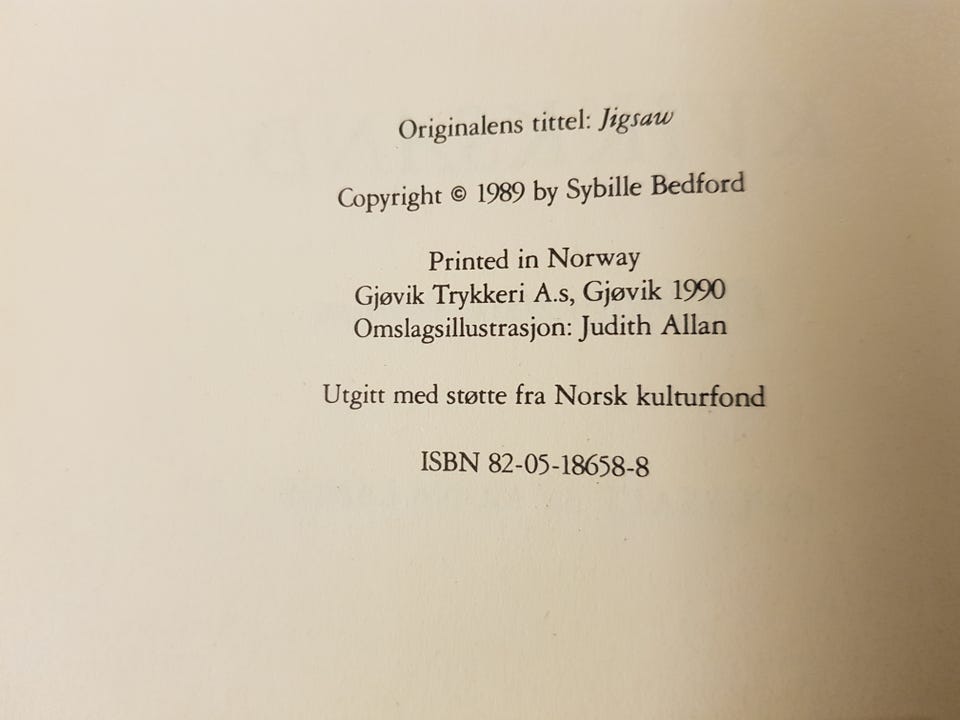 Originalens tittel: Jigsaw
Copyright © 1989 by Sybille Bedford
Printed in Norway
Gjøvik Trykkeri A.s, Gjøvik 1990
Omslagsillustrasjon: Judith Allan
Utgitt med støtte fra Norsk kulturfond
ISBN 82-05-18658-8